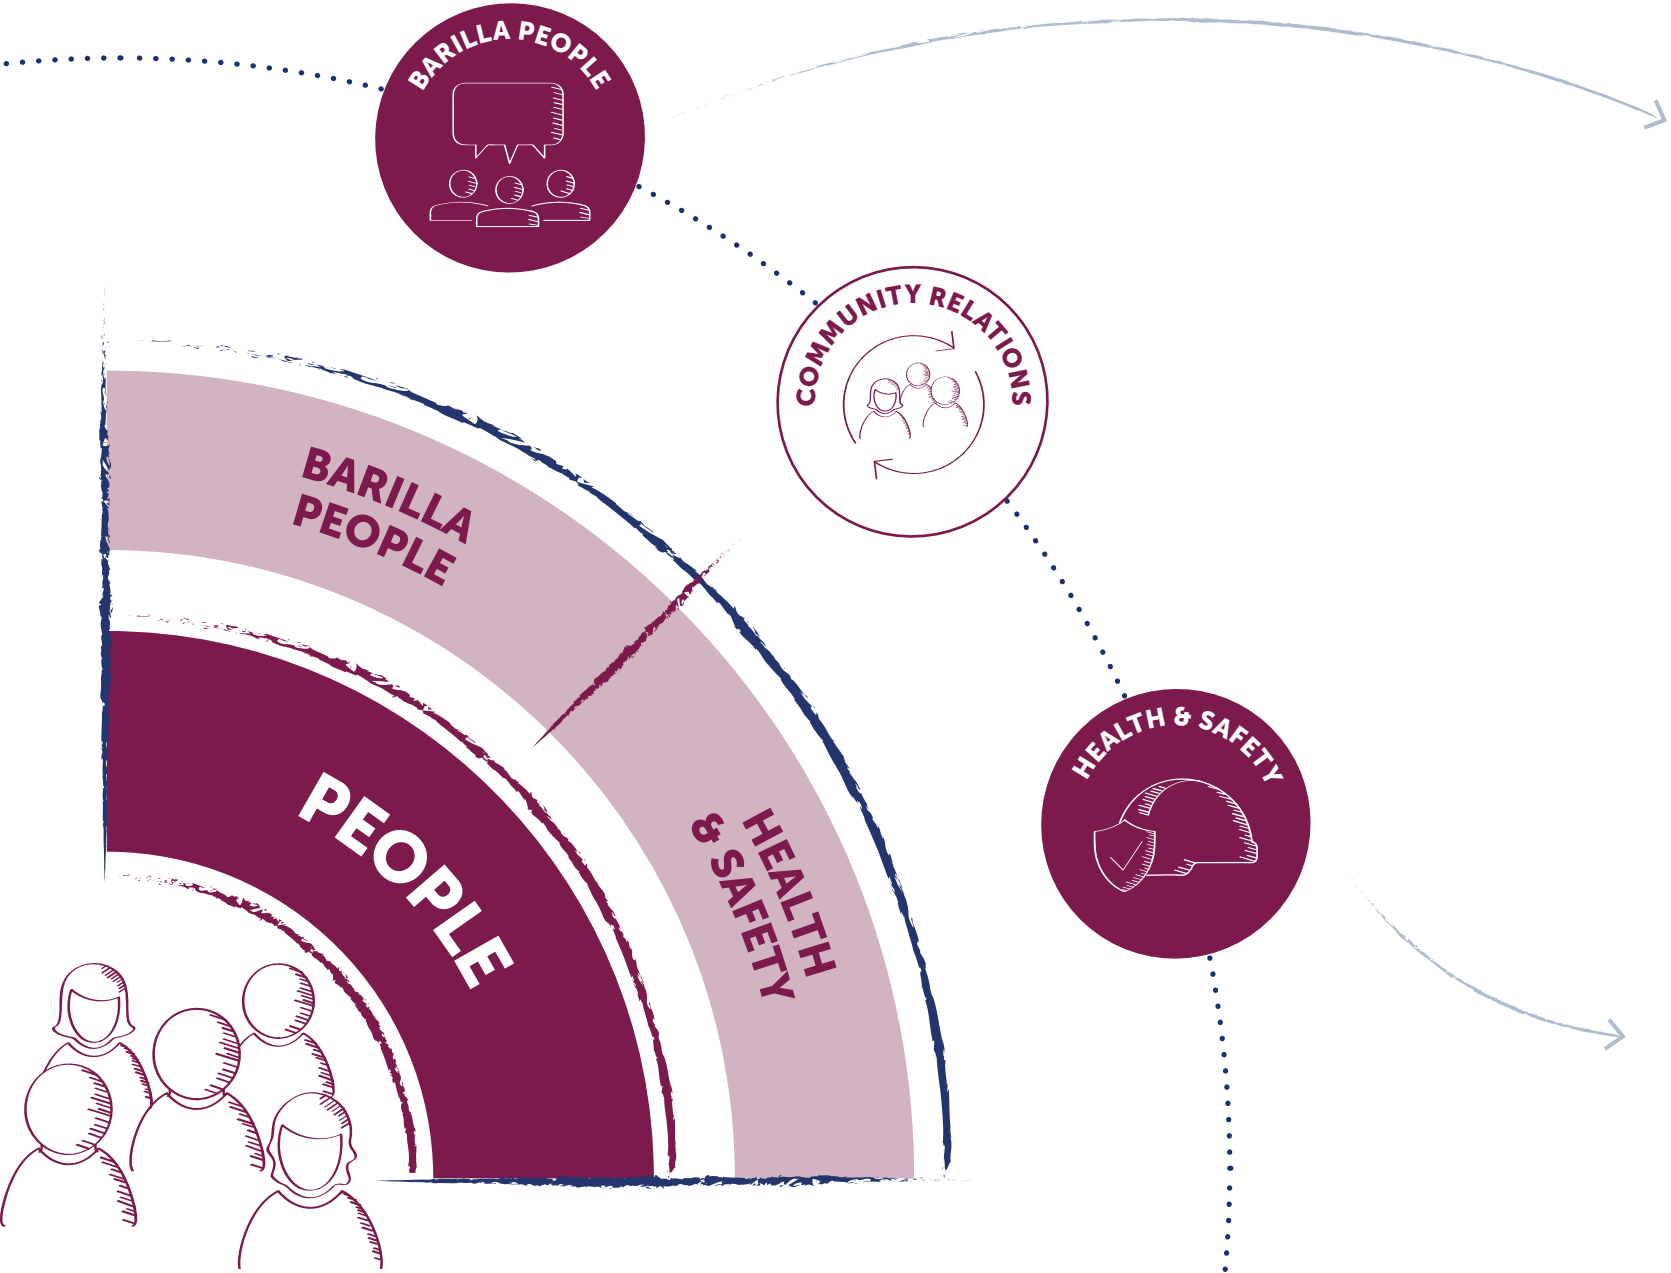 BARILLA PEOPLE
COMMUNITY RELATIONS
BARILLA
PEOPLE
HEALTH & SAFETY
PEOPLE
HEALTH
& SAFETY